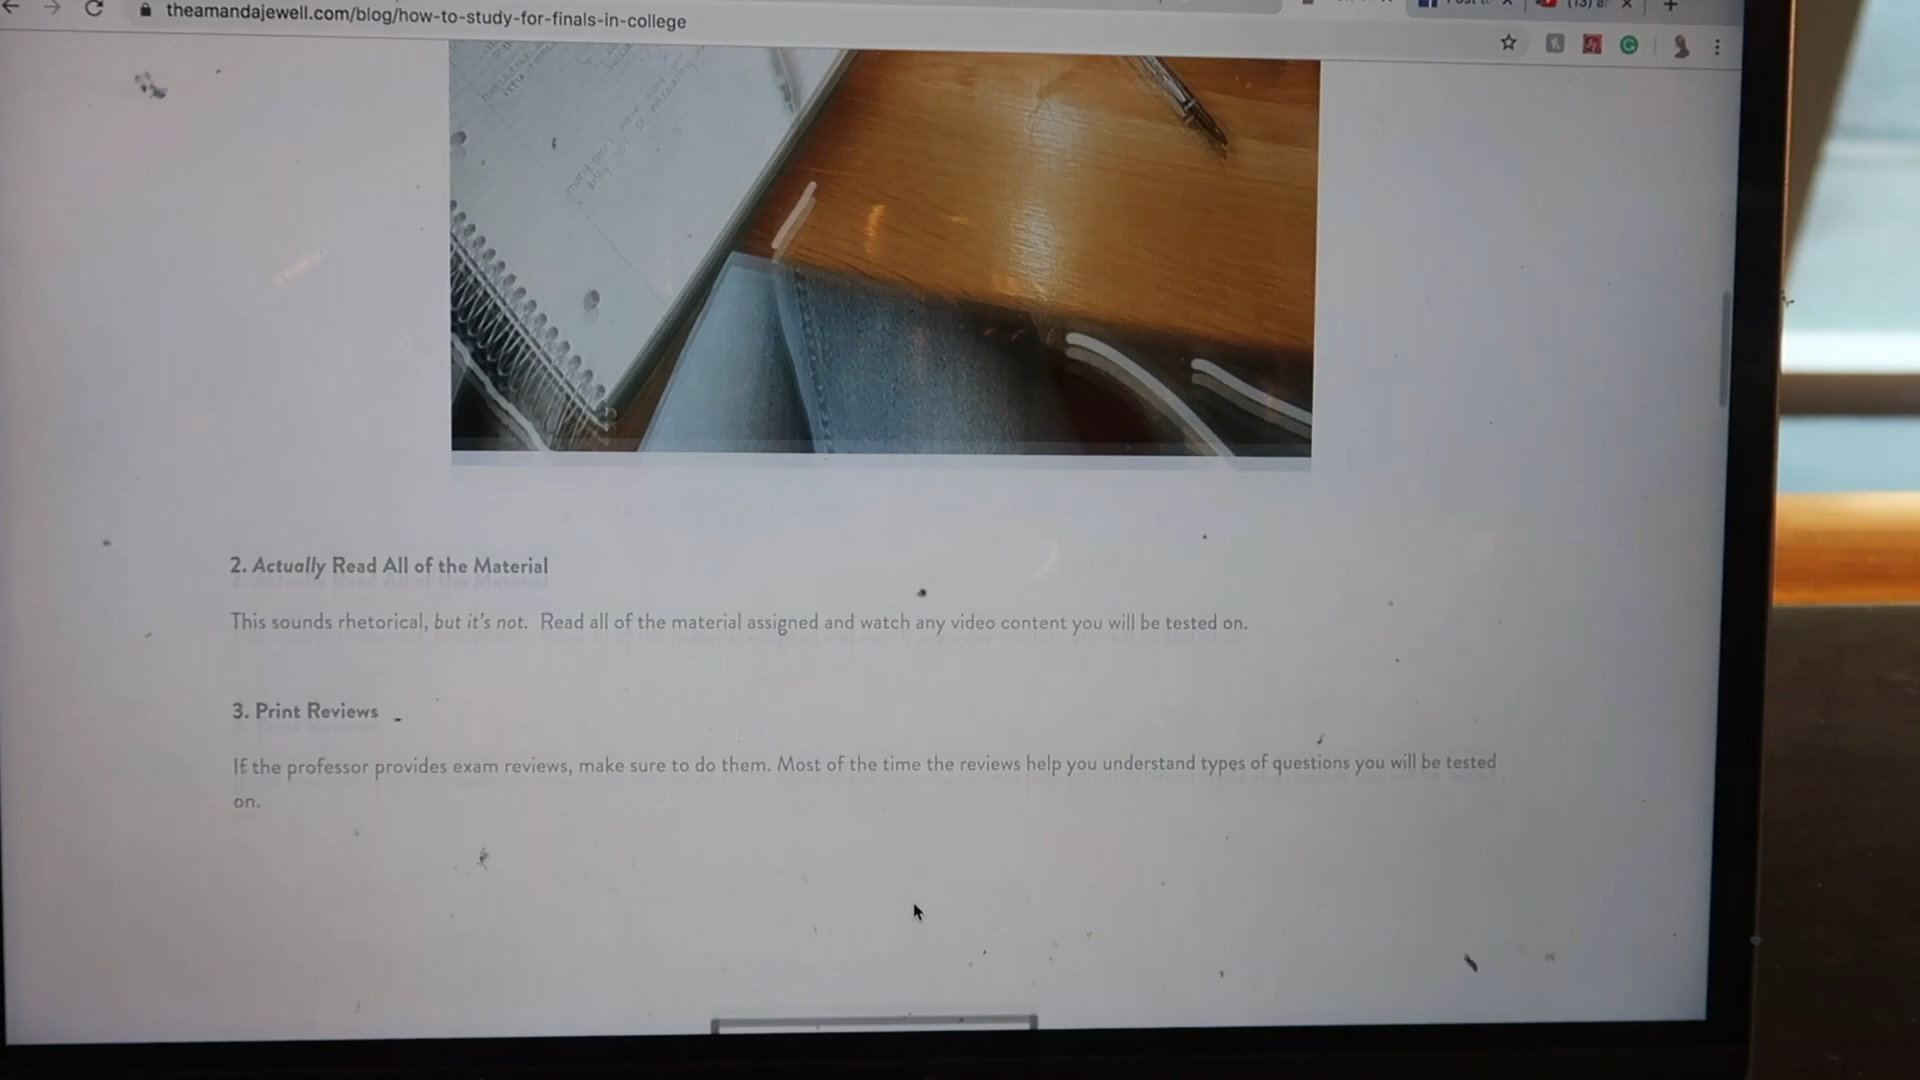 theamandajewell.com/blog/how-to-study-for-finals-in-college
2. Actually Read All of the Material
This sounds rhetorical, but it's not. Read all of the material assigned and watch any video content you will be tested on.
3. Print Reviews
If the professor provides exam reviews, make sure to do them. Most of the time the reviews help you understand types of questions you will be tested
on.